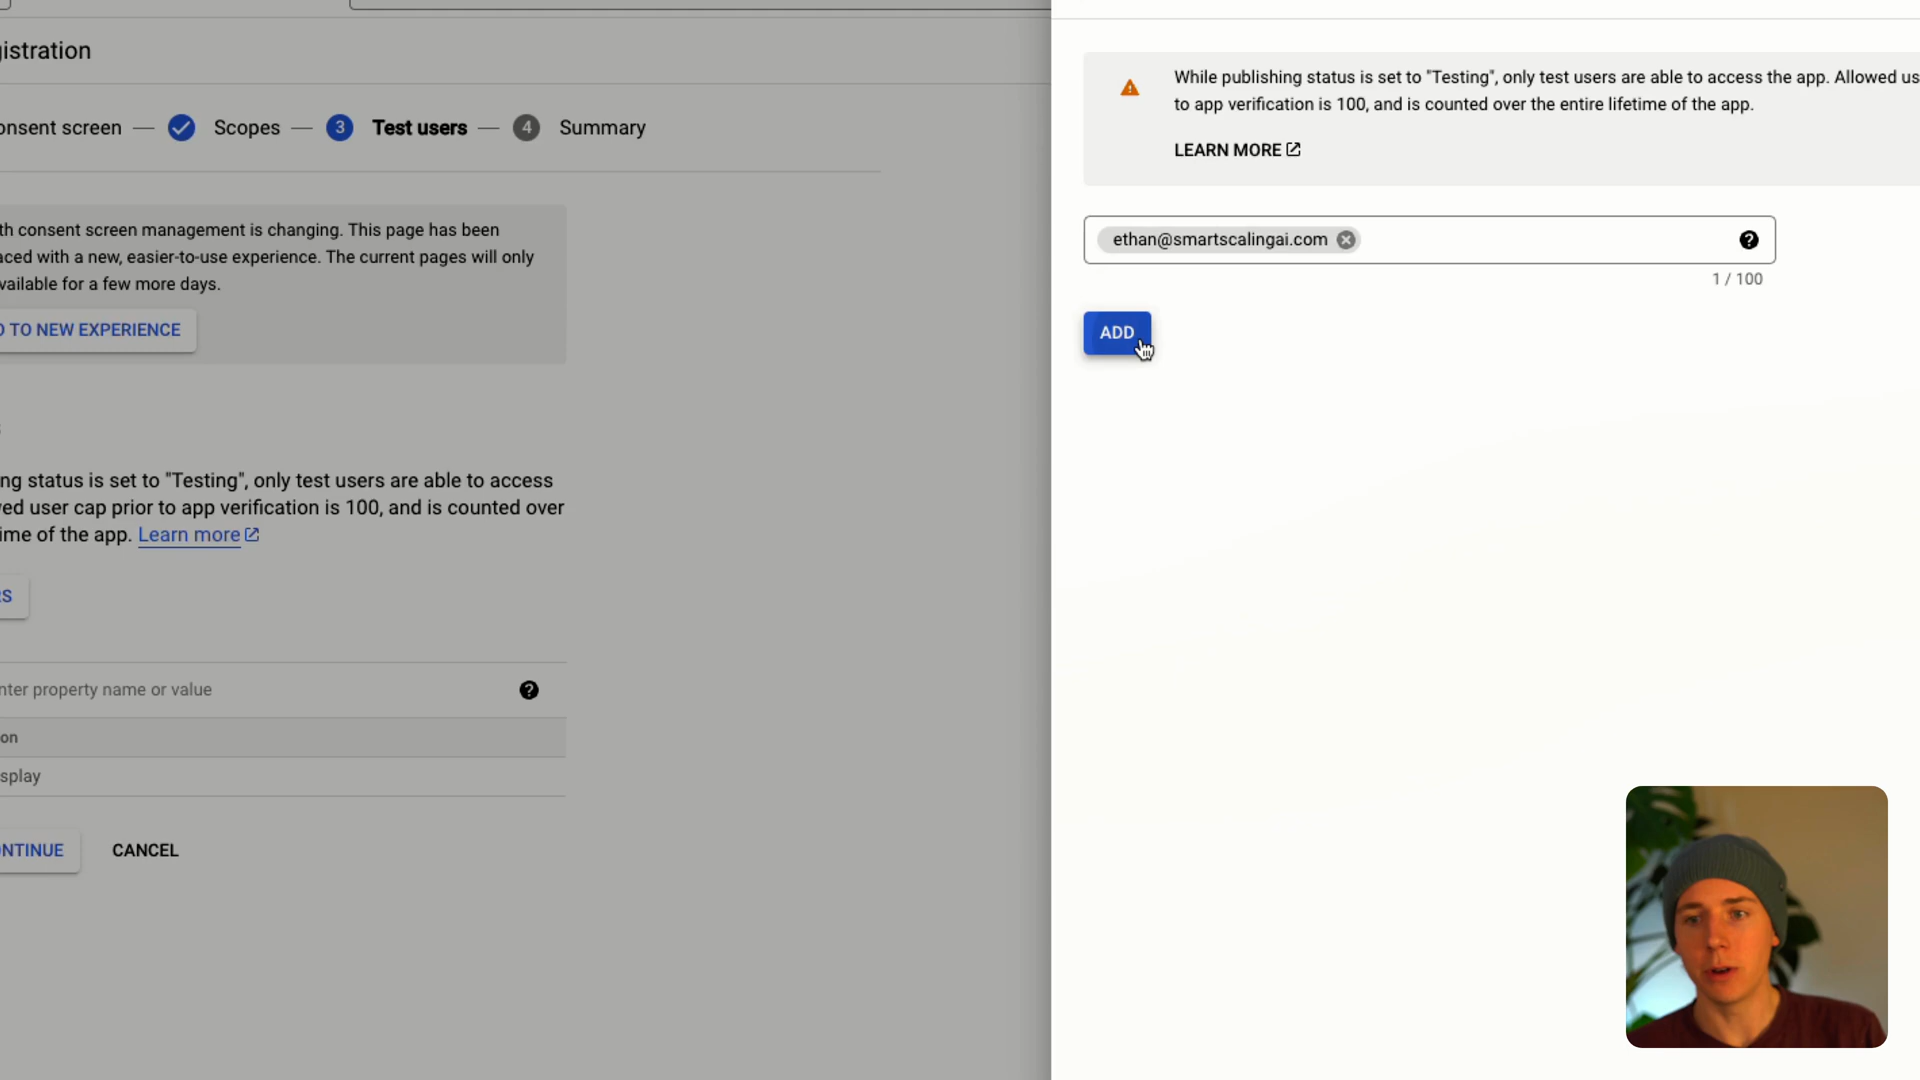 gistration
onsent screen
Scopes
3
Test users
4
Summary
th consent screen management is changing. This page has been
aced with a new, easier-to-use experience. The current pages will only
vailable for a few more days.
O TO NEW EXPERIENCE
ng status is set to "Testing", only test users are able to access
ved user cap prior to app verification is 100, and is counted over
ime of the app. Learn more
RS
nter property name or value
?
on
splay
ONTINUE
CANCEL
While publishing status is set to "Testing", only test users are able to access the app. Allowed us
to app verification is 100, and is counted over the entire lifetime of the app.
LEARN MORE
ethan@smartscalingai.com
?
1 / 100
ADD